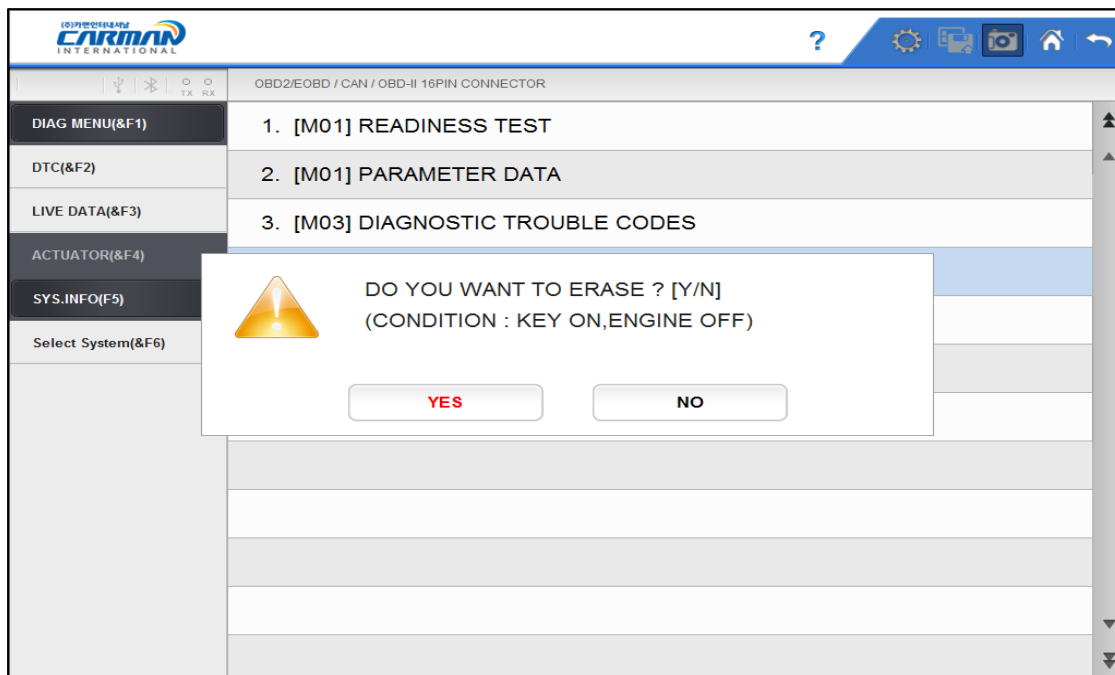 (주)카맨인터내셔날
CARMAN
INTERNATIONAL
?
TX RX
OBD2/EOBD / CAN / OBD-II 16PIN CONNECTOR
DIAG MENU(&F1)
DTC(&F2)
LIVE DATA(&F3)
ACTUATOR(&F4)
SYS.INFO(F5)
Select System(&F6)
1. [M01] READINESS TEST
2. [M01] PARAMETER DATA
3. [M03] DIAGNOSTIC TROUBLE CODES
DO YOU WANT TO ERASE ? [Y/N]
(CONDITION : KEY ON,ENGINE OFF)
YES
NO